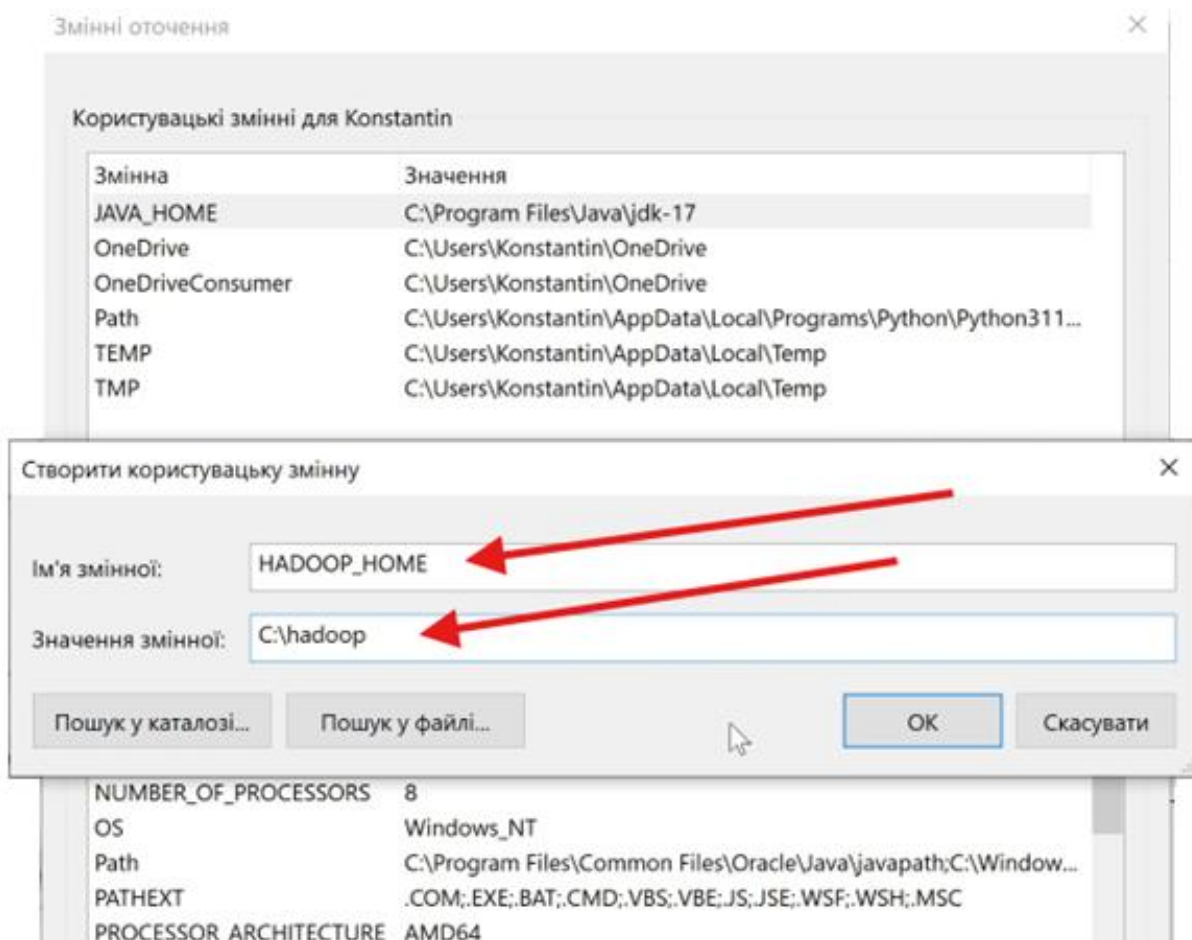 Змінні оточення
Користувацькі змінні для Konstantin
Змінна Значення
JAVA_HOME C:\Program Files\Java\jdk-17
OneDrive C:\Users\Konstantin\OneDrive
OneDriveConsumer C:\Users\Konstantin\OneDrive
Path C:\Users\Konstantin\AppData\Local\Programs\Python\Python311...
TEMP C:\Users\Konstantin\AppData\Local\Temp
TMP C:\Users\Konstantin\AppData\Local\Temp
Створити користувацьку змінну
Ім'я змінної: HADOOP_HOME
Значення змінної: C:\hadoop
Пошук у каталозі... Пошук у файлі... ОК Скасувати
NUMBER_OF_PROCESSORS 8
OS Windows_NT
Path C:\Program Files\Common Files\Oracle\Java\javapath;C:\Window...
PATHEXT .COM;.EXE;.BAT;.CMD;.VBS;.VBE;.JS;.JSE;.WSF;.WSH;.MSC
PROCESSOR_ARCHITECTURE AMD64